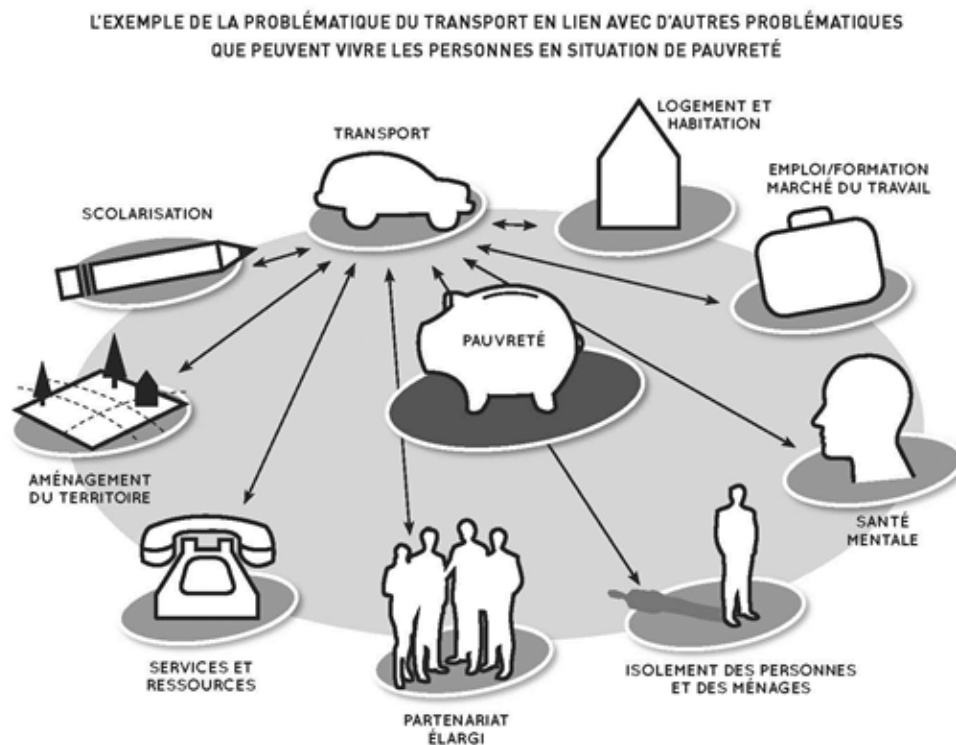 L'EXEMPLE DE LA PROBLÉMATIQUE DU TRANSPORT EN LIEN AVEC D'AUTRES PROBLÉMATIQUES
QUE PEUVENT VIVRE LES PERSONNES EN SITUATION DE PAUVRETÉ
TRANSPORT
LOGEMENT ET
HABITATION
EMPLOI/FORMATION
MARCHÉ DU TRAVAIL
SCOLARISATION
PAUVRETÉ
AMÉNAGEMENT
DU TERRITOIRE
SANTÉ
MENTALE
SERVICES ET
RESSOURCES
PARTENARIAT
ÉLARGI
ISOLEMENT DES PERSONNES
ET DES MÉNAGES